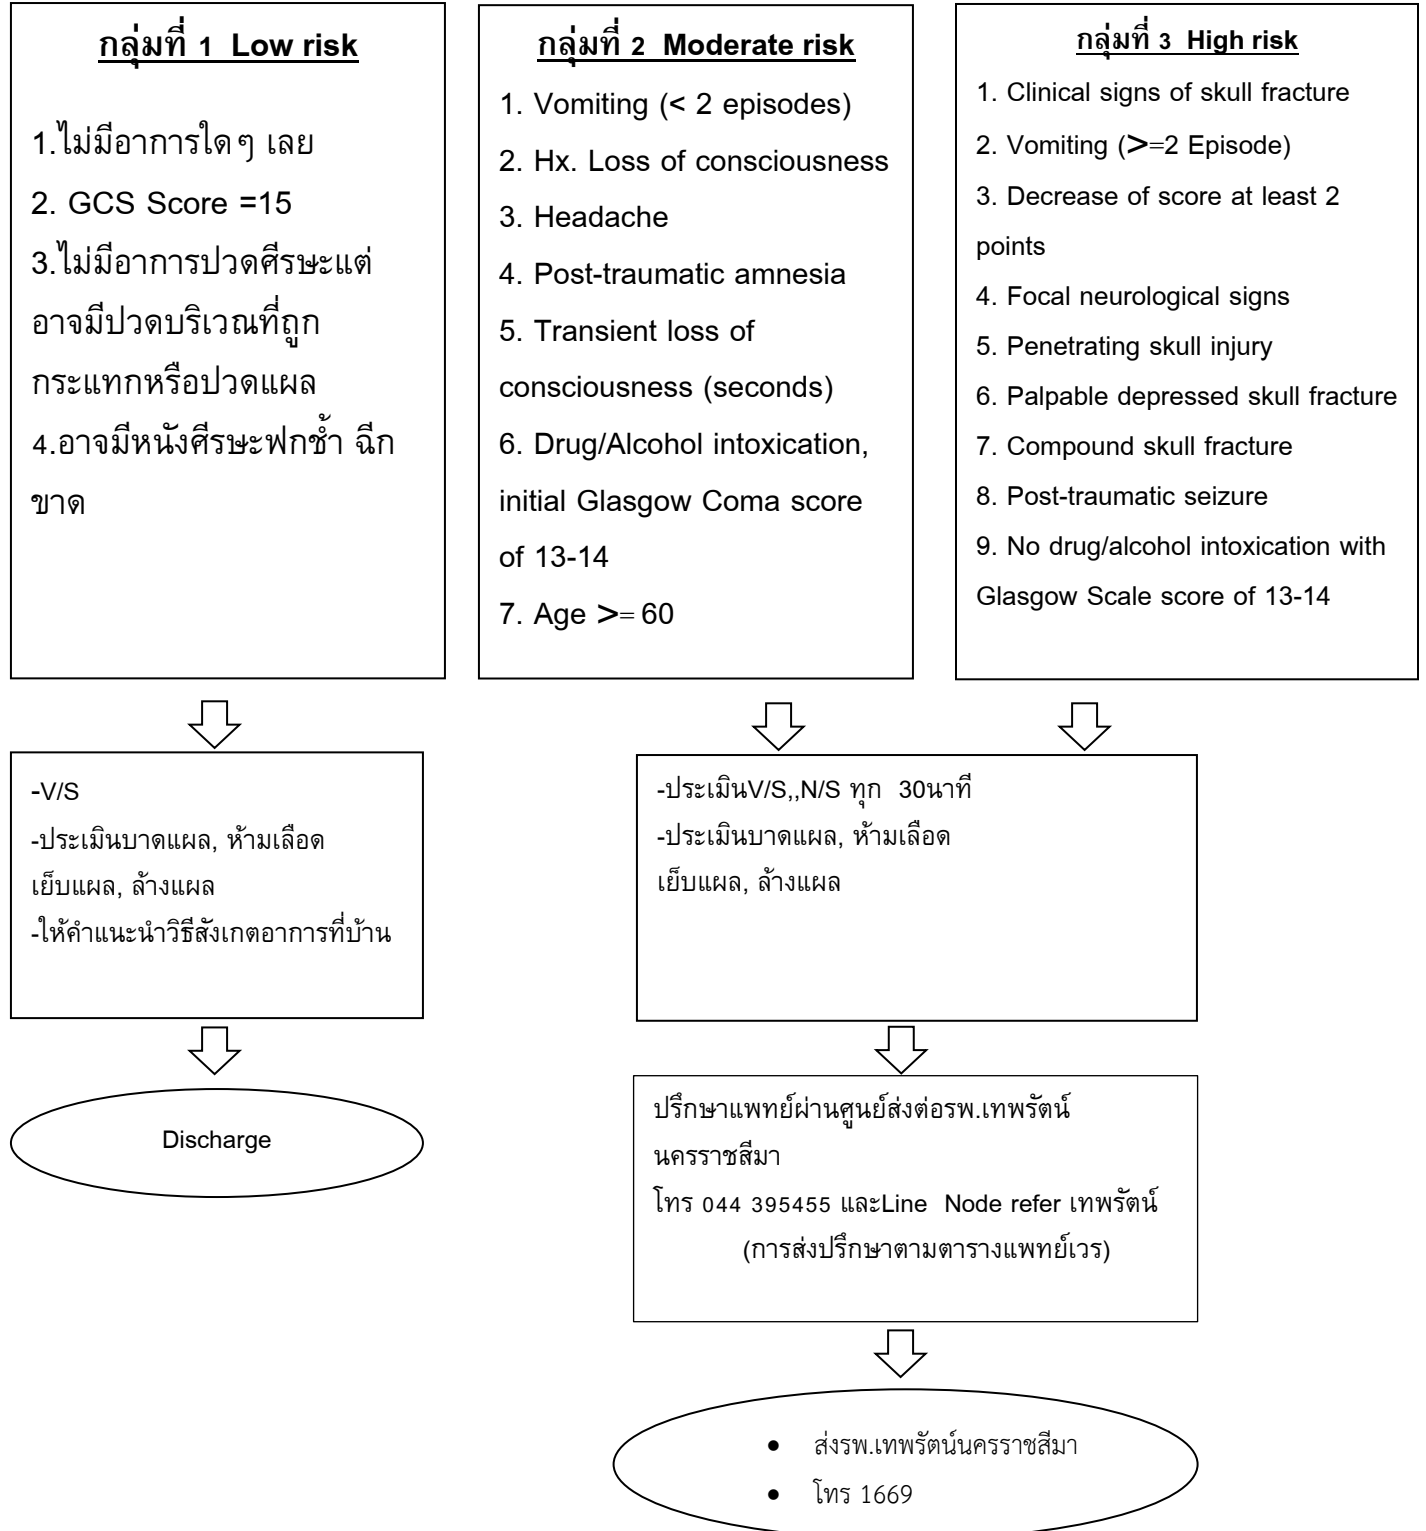 กลุ่มที่ 1 Low risk
1.ไม่มีอาการใดๆ เลย
2. GCS Score =15
3.ไม่มีอาการปวดศีรษะแต่
อาจมีปวดบริเวณที่ถูก
กระแทกหรือปวดแผล
4.อาจมีหนังศีรษะฟกช้ำ ฉีก
ขาด
กลุ่มที่ 2 Moderate risk
1. Vomiting (< 2 episodes)
2. Hx. Loss of consciousness
3. Headache
4. Post-traumatic amnesia
5. Transient loss of
consciousness (seconds)
6. Drug/Alcohol intoxication,
initial Glasgow Coma score
of 13-14
7. Age >= 60
กลุ่มที่ 3 High risk
1. Clinical signs of skull fracture
2. Vomiting (>=2 Episode)
3. Decrease of score at least 2
points
4. Focal neurological signs
5. Penetrating skull injury
6. Palpable depressed skull fracture
7. Compound skull fracture
8. Post-traumatic seizure
9. No drug/alcohol intoxication with
Glasgow Scale score of 13-14
-V/S
-ประเมินบาดแผล, ห้ามเลือด
เย็บแผล, ล้างแผล
-ให้คำแนะนำวิธีสังเกตอาการที่บ้าน
-ประเมินV/S,,N/S ทุก 30นาที
-ประเมินบาดแผล, ห้ามเลือด
เย็บแผล, ล้างแผล
Discharge
ปรึกษาแพทย์ผ่านศูนย์ส่งต่อรพ.เทพรัตน์
นครราชสีมา
โทร 044 395455 และLine Node refer เทพรัตน์
(การส่งปรึกษาตามตารางแพทย์เวร)
• ส่งรพ.เทพรัตน์นครราชสีมา
• โทร 1669